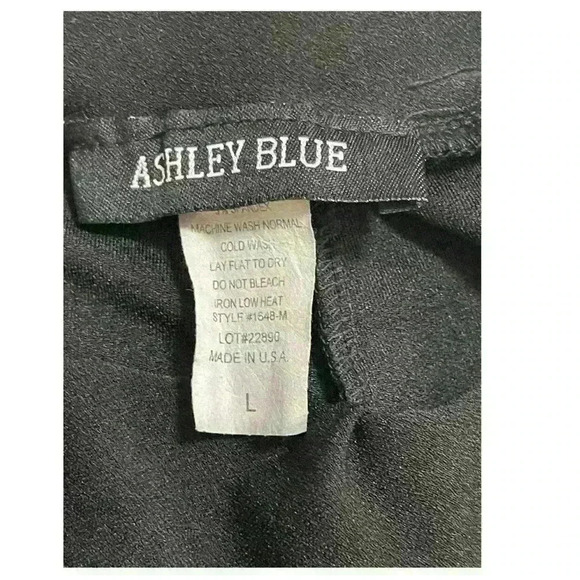 ASHLEY BLUE
MACHINE WASH NORMAL
COLD WASH
LAY FLAT TO DRY
DO NOT BLEACH
IRON LOW HEAT
STYLE #1648-M
LOT#22890
MADE IN U.S.A.
L